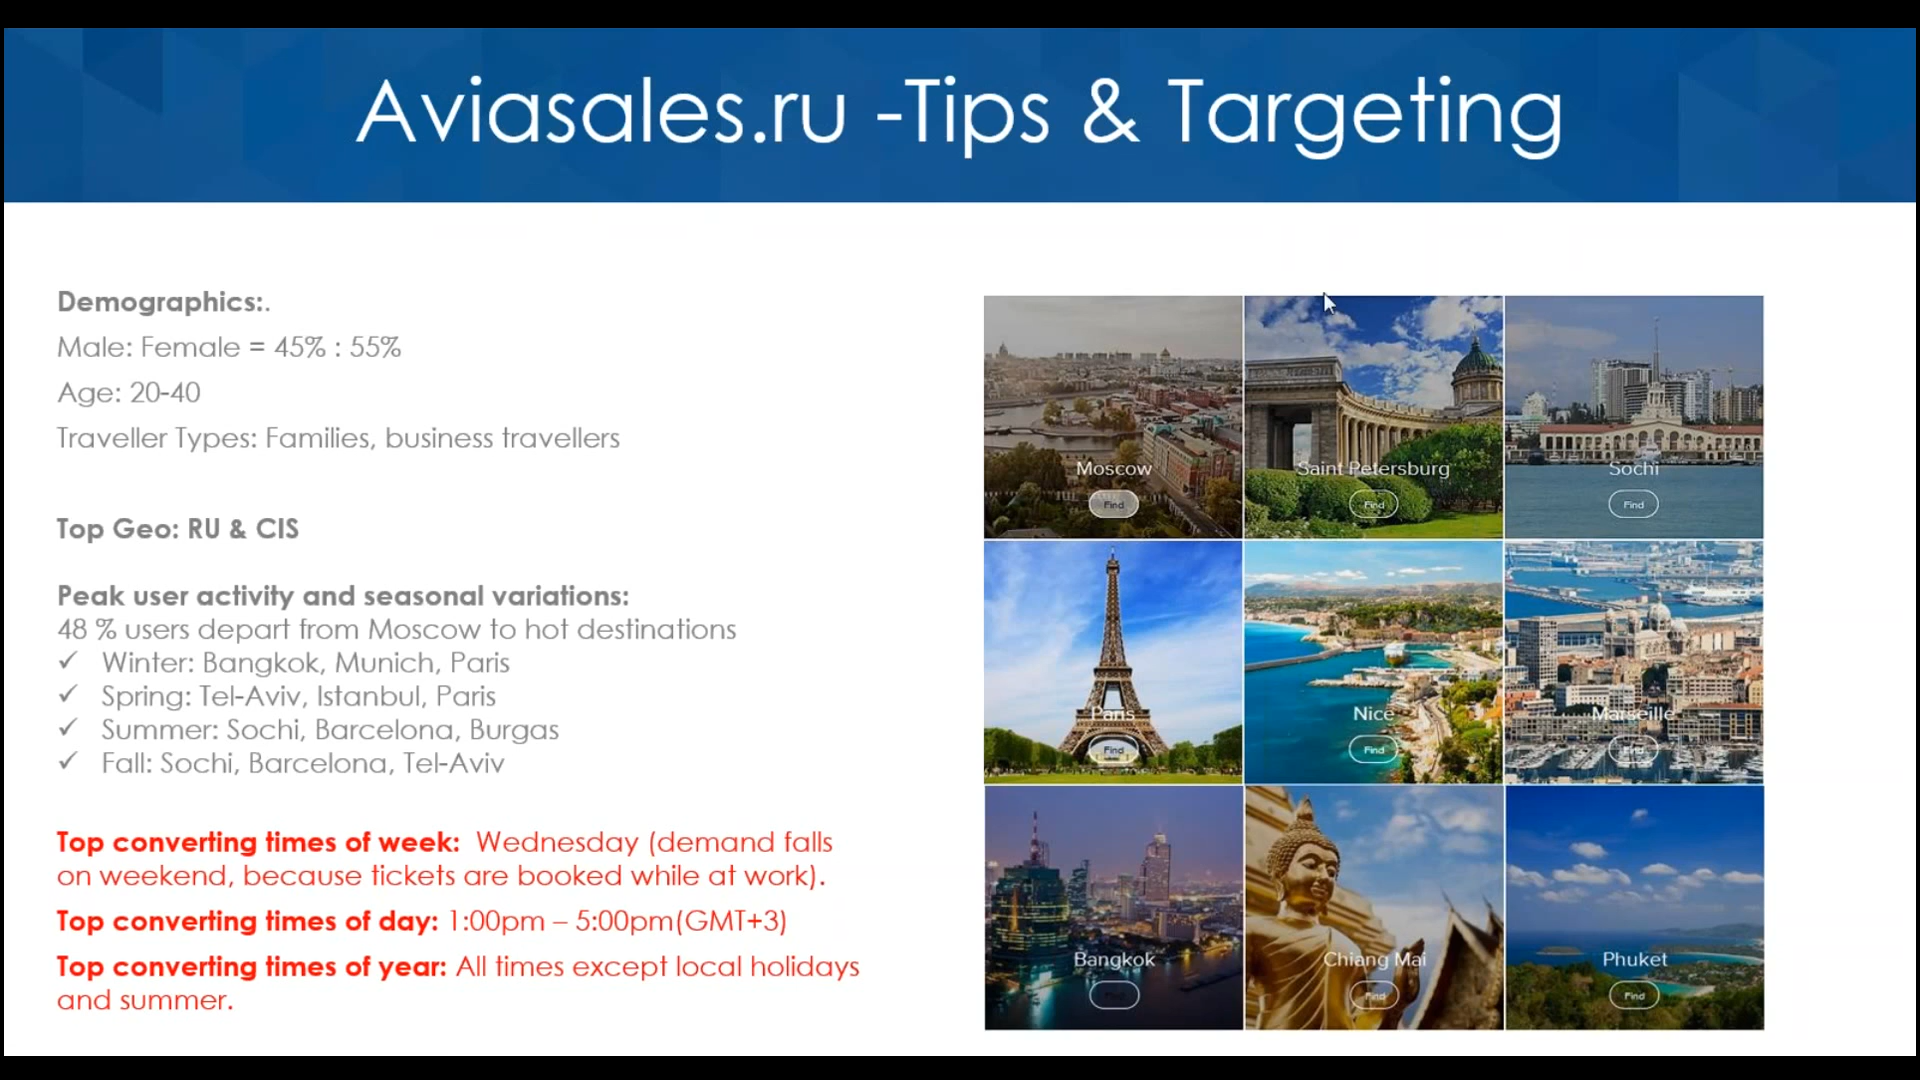 Aviasales.ru -Tips & Targeting
Demographics:.
Male: Female = 45% : 55%
Age: 20-40
Traveller Types: Families, business travellers
Top Geo: RU & CIS
Peak user activity and seasonal variations:
48 % users depart from Moscow to hot destinations
✓ Winter: Bangkok, Munich, Paris
✓ Spring: Tel-Aviv, Istanbul, Paris
✓ Summer: Sochi, Barcelona, Burgas
✓ Fall: Sochi, Barcelona, Tel-Aviv
Top converting times of week: Wednesday (demand falls
on weekend, because tickets are booked while at work).
Top converting times of day: 1:00pm – 5:00pm(GMT+3)
Top converting times of year: All times except local holidays
and summer.
Moscow
Find
Saint Petersburg
Find
Sochi
Find
Paris
Find
Nice
Find
Marseille
Find
Bangkok
Find
Chiang Mai
Find
Phuket
Find